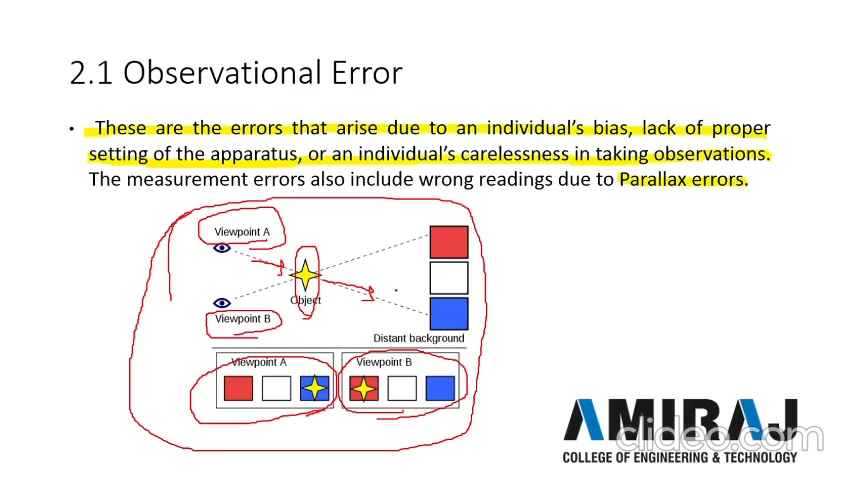 2.1 Observational Error
• These are the errors that arise due to an individual's bias, lack of proper
setting of the apparatus, or an individual's carelessness in taking observations.
The measurement errors also include wrong readings due to Parallax errors.
Viewpoint A
Object
Viewpoint B
Distant background
Viewpoint A
Viewpoint B
AMIRAJ
clideo.com
COLLEGE OF ENGINEERING & TECHNOLOGY